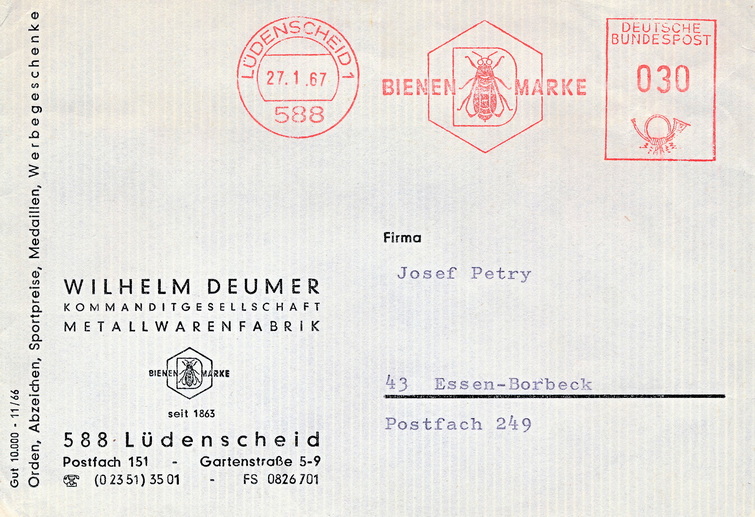 LÜDENSCHEID 1
27.1.67
588
BIENEN MARKE
DEUTSCHE
BUNDESPOST
030
Orden, Abzeichen, Sportpreise, Medaillen, Werbegeschenke
Gut 10.000 - 11/66
Firma
Josef Petry
43 Essen-Borbeck
Postfach 249
WILHELM DEUMER
KOMMANDITGESELLSCHAFT
METALLWARENFABRIK
BIENEN MARKE
seit 1863
588 · Lüdenscheid
Postfach 151 - Gartenstraße 5-9
☎ (0 23 51) 35 01 - FS 0826 701